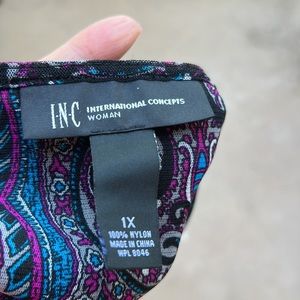 I·N·C INTERNATIONAL CONCEPTS
WOMAN
1X
100% NYLON
MADE IN CHINA
WPL 8046